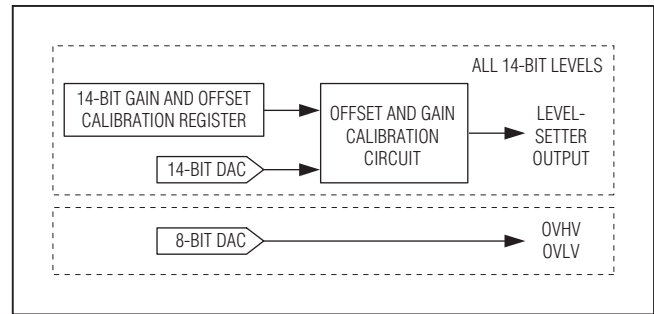 ALL 14-BIT LEVELS
14-BIT GAIN AND OFFSET
CALIBRATION REGISTER
OFFSET AND GAIN
CALIBRATION
CIRCUIT
LEVEL-
SETTER
OUTPUT
14-BIT DAC
8-BIT DAC
OVHV
OVLV